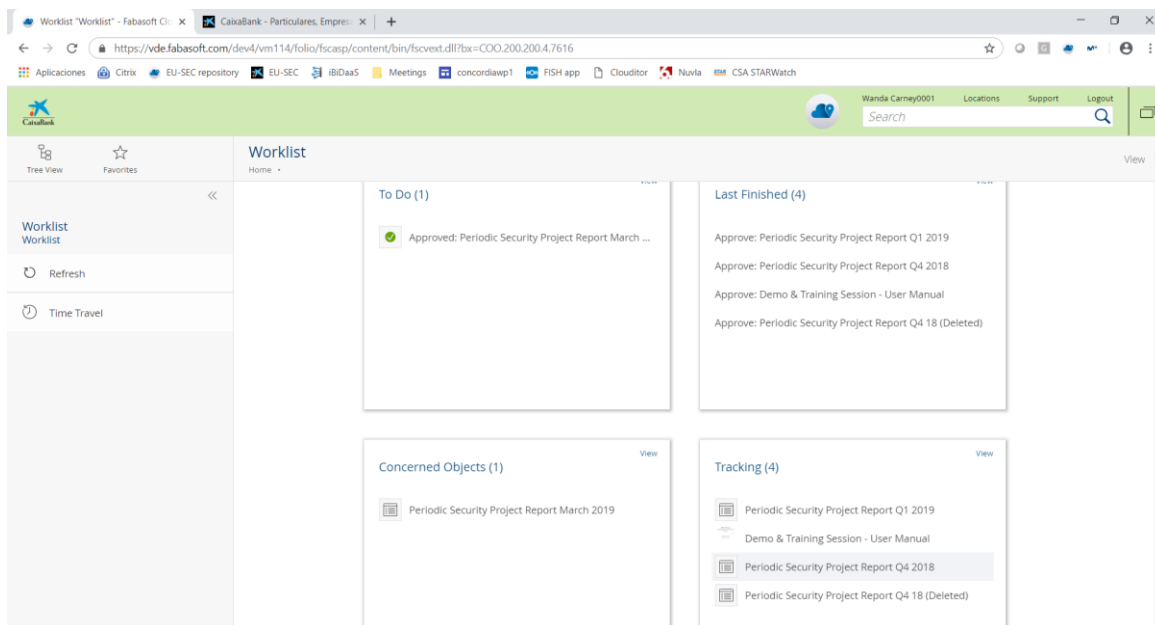 Worklist "Worklist" - Fabasoft Clo
CaixaBank - Particulares, Empresa
https://vde.fabasoft.com/dev4/vm114/folio/fscasp/content/bin/fscvext.dll?bx=COO.200.200.4.7616
Aplicaciones Citrix EU-SEC repository EU-SEC iBiDaaS Meetings concordiawp1 FISH app Clouditor Nuvla CSA STARWatch
CaixaBank
Wanda Carney0001 Locations Support Logout
Search
Tree View Favorites
Worklist
Home
View
Worklist
Worklist
Refresh
Time Travel
To Do (1)
View
Approved: Periodic Security Project Report March ...
Last Finished (4)
View
Approve: Periodic Security Project Report Q1 2019
Approve: Periodic Security Project Report Q4 2018
Approve: Demo & Training Session - User Manual
Approve: Periodic Security Project Report Q4 18 (Deleted)
View
Concerned Objects (1)
Periodic Security Project Report March 2019
View
Tracking (4)
Periodic Security Project Report Q1 2019
Demo & Training Session - User Manual
Periodic Security Project Report Q4 2018
Periodic Security Project Report Q4 18 (Deleted)